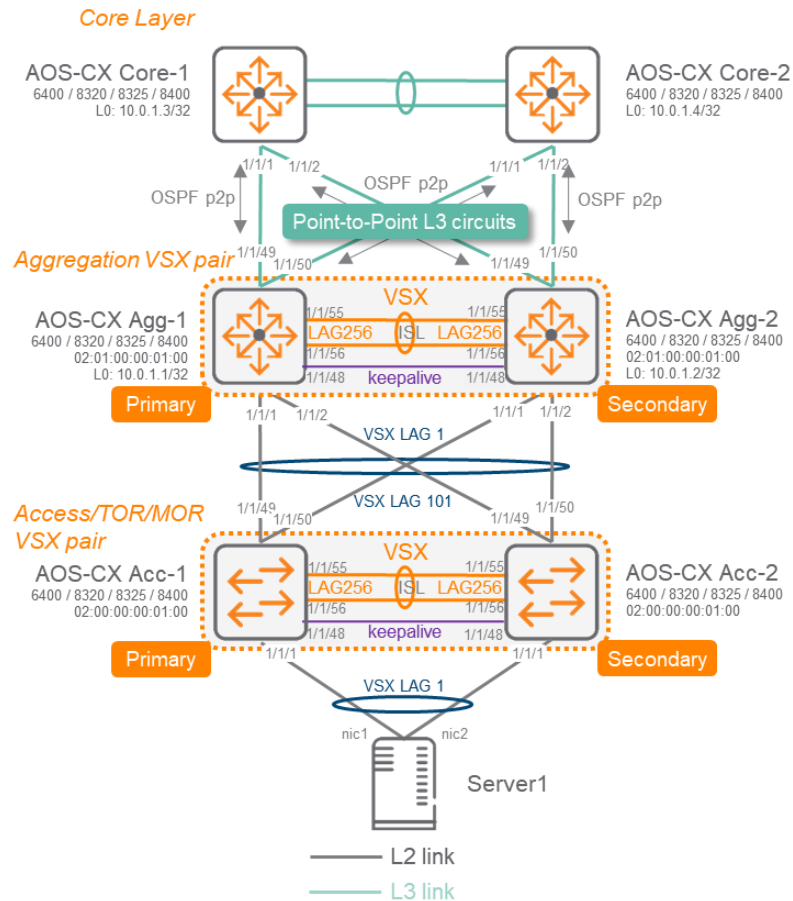 Core Layer
AOS-CX Core-1
6400 / 8320 / 8325 / 8400
L0: 10.0.1.3/32
AOS-CX Core-2
6400 / 8320 / 8325 / 8400
L0: 10.0.1.4/32
1/1/1
1/1/2
1/1/1
1/1/2
OSPF p2p
OSPF p2p
OSPF p2p
Point-to-Point L3 circuits
1/1/49
1/1/50
1/1/49
1/1/50
Aggregation VSX pair
VSX
AOS-CX Agg-1
6400 / 8320 / 8325 / 8400
02:01:00:00:01:00
L0: 10.0.1.1/32
Primary
1/1/55
1/1/55
LAG256
ISL
LAG256
1/1/56
1/1/56
keepalive
1/1/48
1/1/48
AOS-CX Agg-2
6400 / 8320 / 8325 / 8400
02:01:00:00:01:00
L0: 10.0.1.2/32
Secondary
1/1/1
1/1/2
1/1/1
1/1/2
VSX LAG 1
VSX LAG 101
1/1/49
1/1/50
1/1/49
1/1/50
Access/TOR/MOR
VSX pair
VSX
AOS-CX Acc-1
6400 / 8320 / 8325 / 8400
02:00:00:00:01:00
Primary
1/1/55
1/1/55
LAG256
ISL
LAG256
1/1/56
1/1/56
keepalive
1/1/48
1/1/48
AOS-CX Acc-2
6400 / 8320 / 8325 / 8400
02:00:00:00:01:00
Secondary
1/1/1
1/1/1
VSX LAG 1
nic1
nic2
Server1
L2 link
L3 link